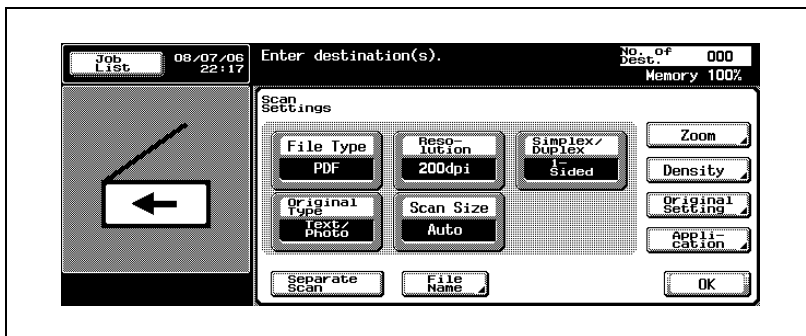 Job
List
08/07/06
22:17
Enter destination(s).
No. of
Dest.
000
Memory 100%
Scan
Settings
File Type
PDF
Reso-
lution
200dpi
Simplex/
Duplex
1-
Sided
Zoom
Density
Original
Type
Text/
Photo
Scan Size
Auto
Original
Setting
Appli-
cation
Separate
Scan
File
Name
OK